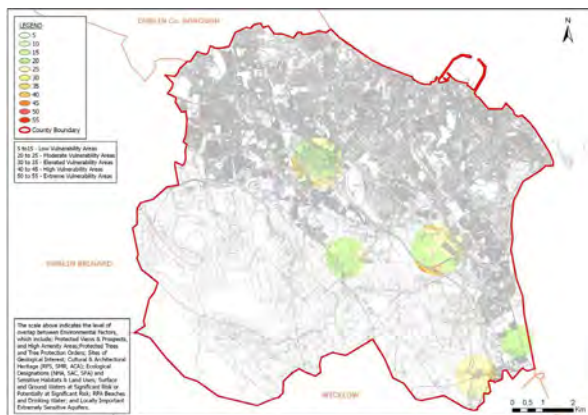 DUBLIN Co. BOROUGH
N
LEGEND
5
10
15
20
25
30
35
40
45
50
55
County Boundary
5 to15 - Low Vulnerability Areas
20 to 25 - Moderate Vulnerability Areas
30 to 35 - Elevated Vulnerability Areas
40 to 45 - High Vulnerability Areas
50 to 55 - Extreme Vulnerability Areas
DUBLIN BELGARD
The scale above indicates the level of
overlap between Environmental Factors,
which include; Protected Views & Prospects,
and High Amenity Areas;Protected Trees
and Tree Protection Orders; Sites of
Geological Interest; Cultural & Architectural
Heritage (RPS, SMR, ACA); Ecological
Designations (NHA, SAC, SPA) and
Sensitive Habitats & Land Uses; Surface
and Ground Waters at Significant Risk or
Potentially at Significant Risk; RPA Beaches
and Drinking Water; and Locally Important
Extremely Sensitive Aquifers.
WICKLOW
0 0.5 1 2
Km